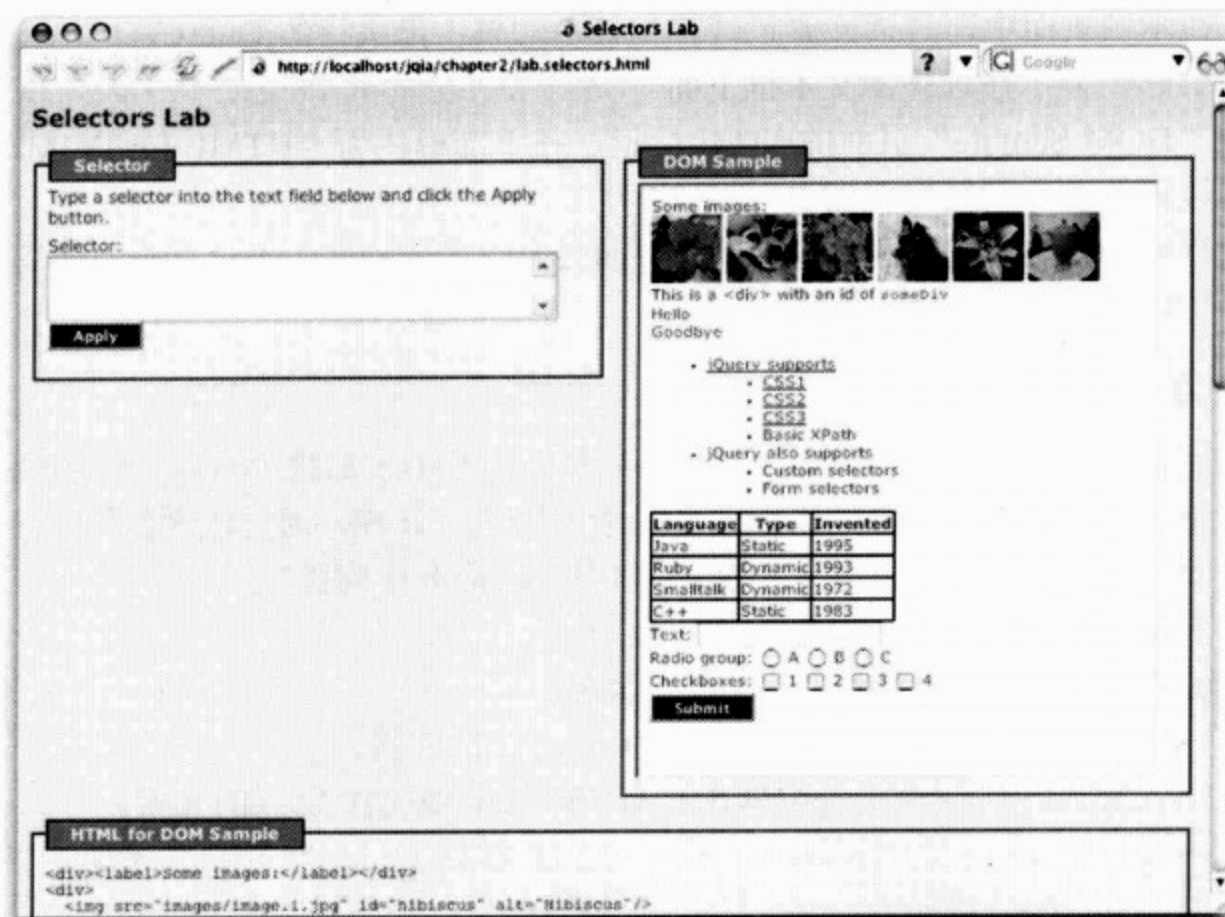 Selectors Lab
http://localhost/jqia/chapter2/lab.selectors.html
?
Google
Selectors Lab
Selector
Type a selector into the text field below and click the Apply
button.
Selector:
Apply
DOM Sample
Some images:
This is a <div> with an id of someDiv
Hello
Goodbye
• jQuery supports
• CSS1
• CSS2
• CSS3
• Basic XPath
• jQuery also supports
• Custom selectors
• Form selectors
Language Type Invented
Java Static 1995
Ruby Dynamic 1993
Smalltalk Dynamic 1972
C++ Static 1983
Text:
Radio group: A B C
Checkboxes: 1 2 3 4
Submit
HTML for DOM Sample
<div><label>Some images:</label></div>
<div>
<img src="images/image.1.jpg" id="hibiscus" alt="Hibiscus"/>